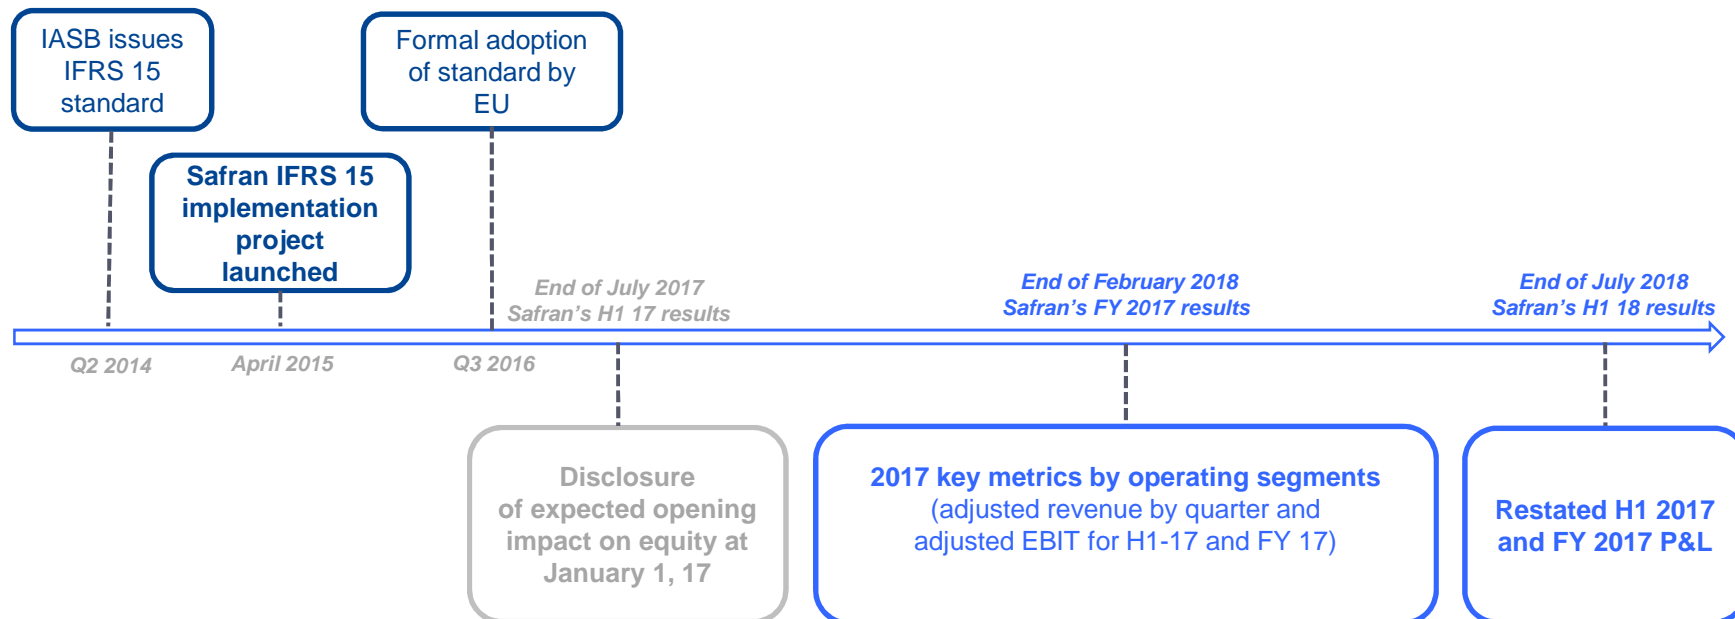 IASB issues
IFRS 15
standard
Formal adoption
of standard by
EU
Safran IFRS 15
implementation
project
launched
End of July 2017
Safran’s H1 17 results
End of February 2018
Safran’s FY 2017 results
End of July 2018
Safran’s H1 18 results
Q2 2014
April 2015
Q3 2016
Disclosure
of expected opening
impact on equity at
January 1, 17
2017 key metrics by operating segments
(adjusted revenue by quarter and
adjusted EBIT for H1-17 and FY 17)
Restated H1 2017
and FY 2017 P&L